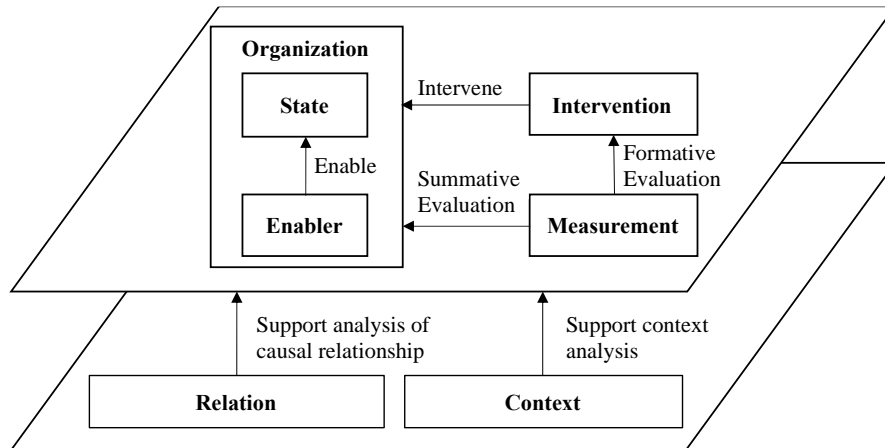 Organization
State
Intervene
Intervention
Enable
Formative
Evaluation
Summative
Evaluation
Enabler
Measurement
Support analysis of
causal relationship
Support context
analysis
Relation
Context